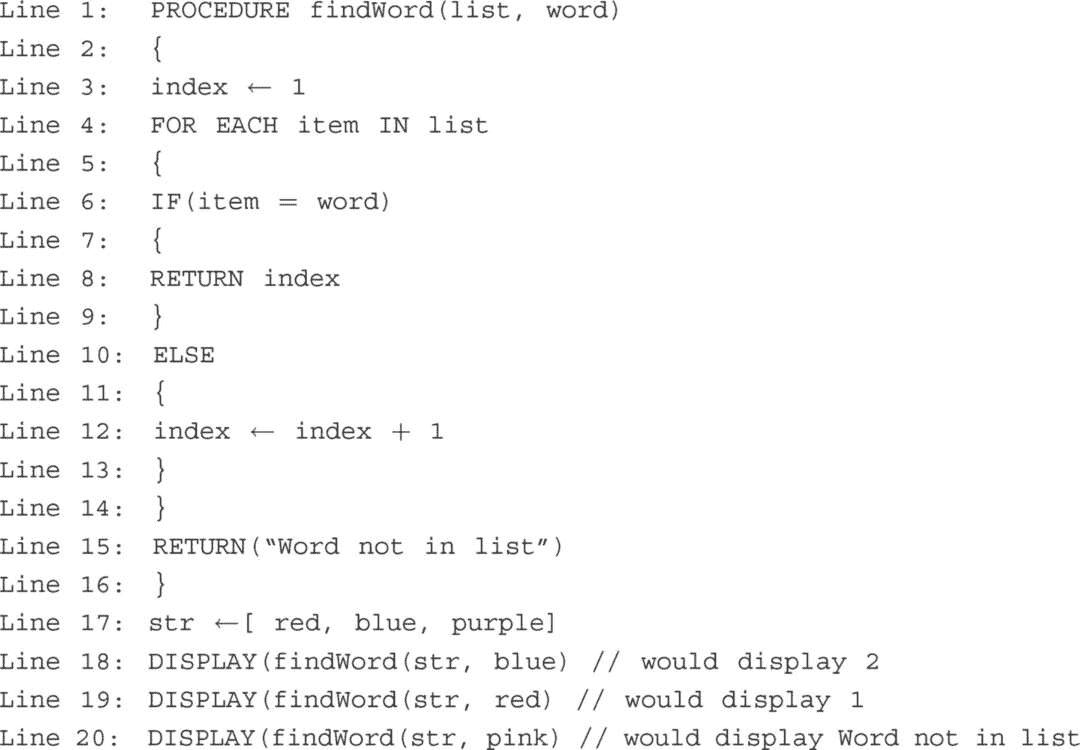 Line 1: PROCEDURE findWord(list, word)
Line 2: {
Line 3: index ← 1
Line 4: FOR EACH item IN list
Line 5: {
Line 6: IF(item = word)
Line 7: {
Line 8: RETURN index
Line 9: }
Line 10: ELSE
Line 11: {
Line 12: index ← index + 1
Line 13: }
Line 14: }
Line 15: RETURN(“Word not in list”)
Line 16: }
Line 17: str ←[ red, blue, purple]
Line 18: DISPLAY(findWord(str, blue) // would display 2
Line 19: DISPLAY(findWord(str, red) // would display 1
Line 20: DISPLAY(findWord(str, pink) // would display Word not in list